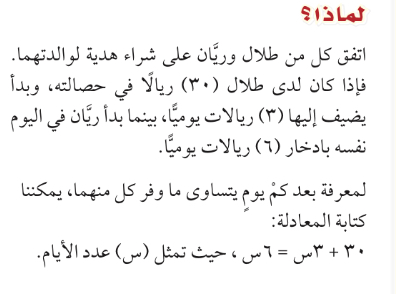 لماذا؟
اتفق كل من طلال وريَّان على شراء هدية لوالدتهما.
فإذا كان لدى طلال (٣٠) ريالًا في حصالته، وبدأ
يضيف إليها (٣) ريالات يوميًّا، بينما بدأ ريَّان في اليوم
نفسه بادخار (٦) ريالات يوميًّا.
لمعرفة بعد كمْ يومٍ يتساوى ما وفر كل منهما، يمكننا
كتابة المعادلة:
٣٠ + ٣س = ٦س ، حيث تمثل (س) عدد الأيام.